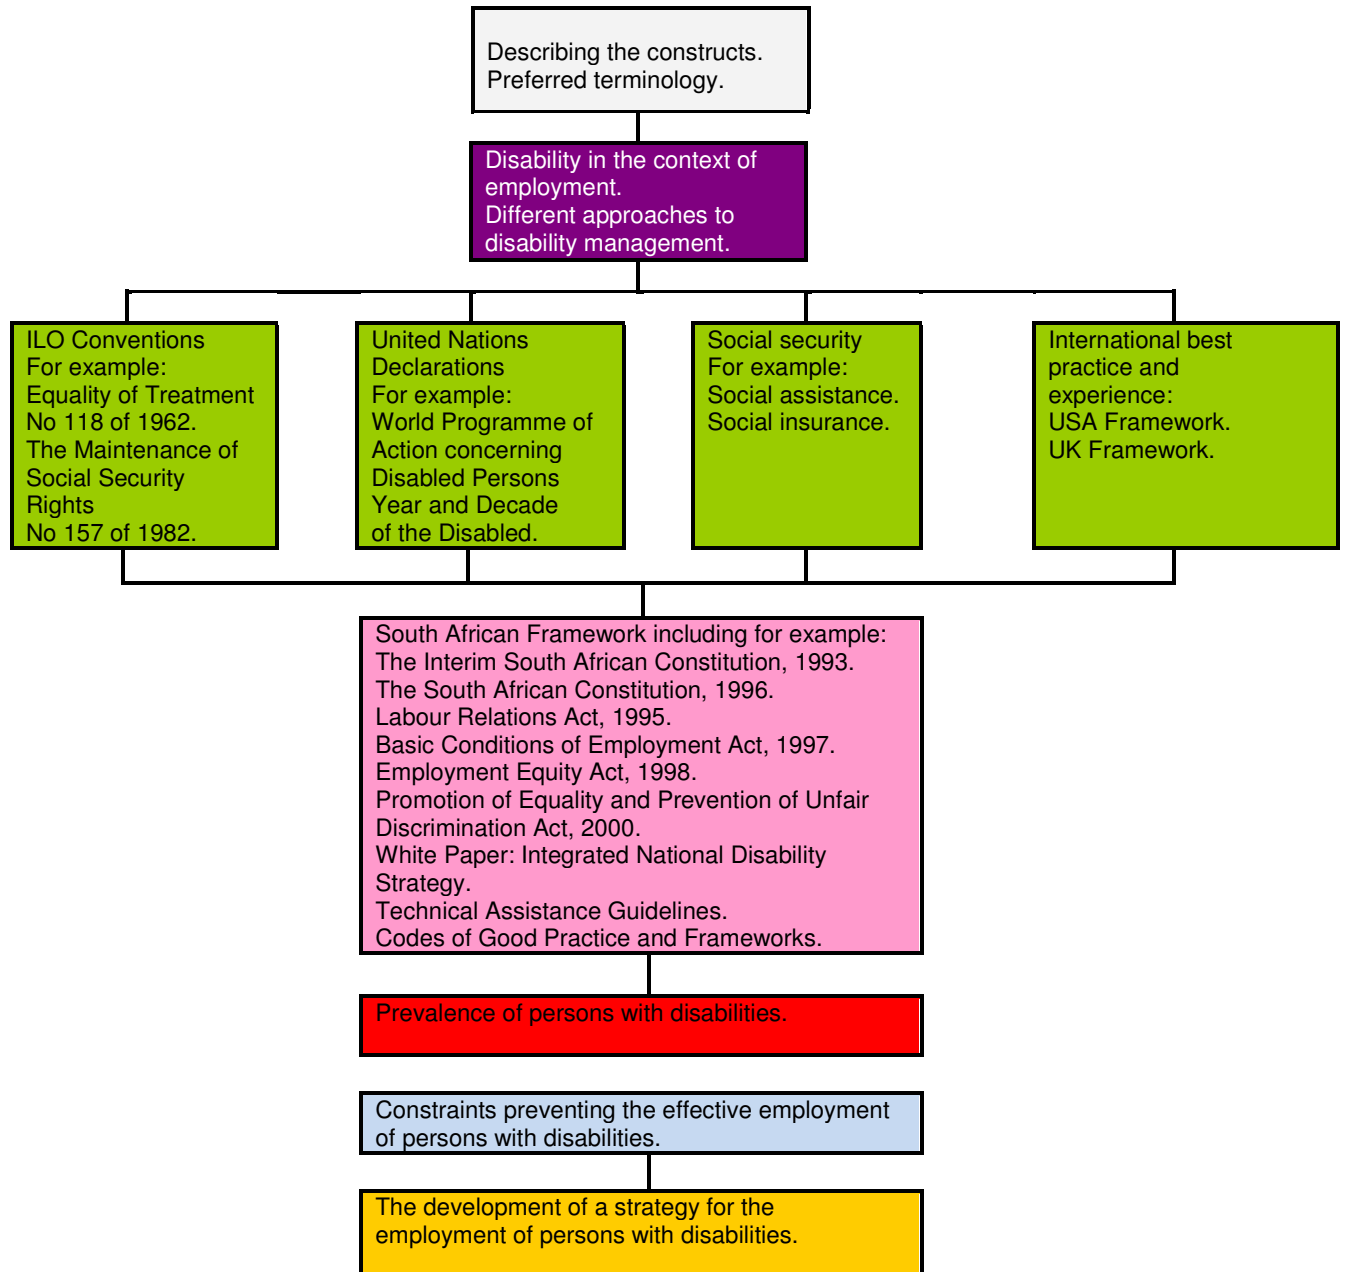 Describing the constructs.
Preferred terminology.
Disability in the context of
employment.
Different approaches to
disability management.
ILO Conventions
For example:
Equality of Treatment
No 118 of 1962.
The Maintenance of
Social Security
Rights
No 157 of 1982.
United Nations
Declarations
For example:
World Programme of
Action concerning
Disabled Persons
Year and Decade
of the Disabled.
Social security
For example:
Social assistance.
Social insurance.
International best
practice and
experience:
USA Framework.
UK Framework.
South African Framework including for example:
The Interim South African Constitution, 1993.
The South African Constitution, 1996.
Labour Relations Act, 1995.
Basic Conditions of Employment Act, 1997.
Employment Equity Act, 1998.
Promotion of Equality and Prevention of Unfair
Discrimination Act, 2000.
White Paper: Integrated National Disability
Strategy.
Technical Assistance Guidelines.
Codes of Good Practice and Frameworks.
Prevalence of persons with disabilities.
Constraints preventing the effective employment
of persons with disabilities.
The development of a strategy for the
employment of persons with disabilities.